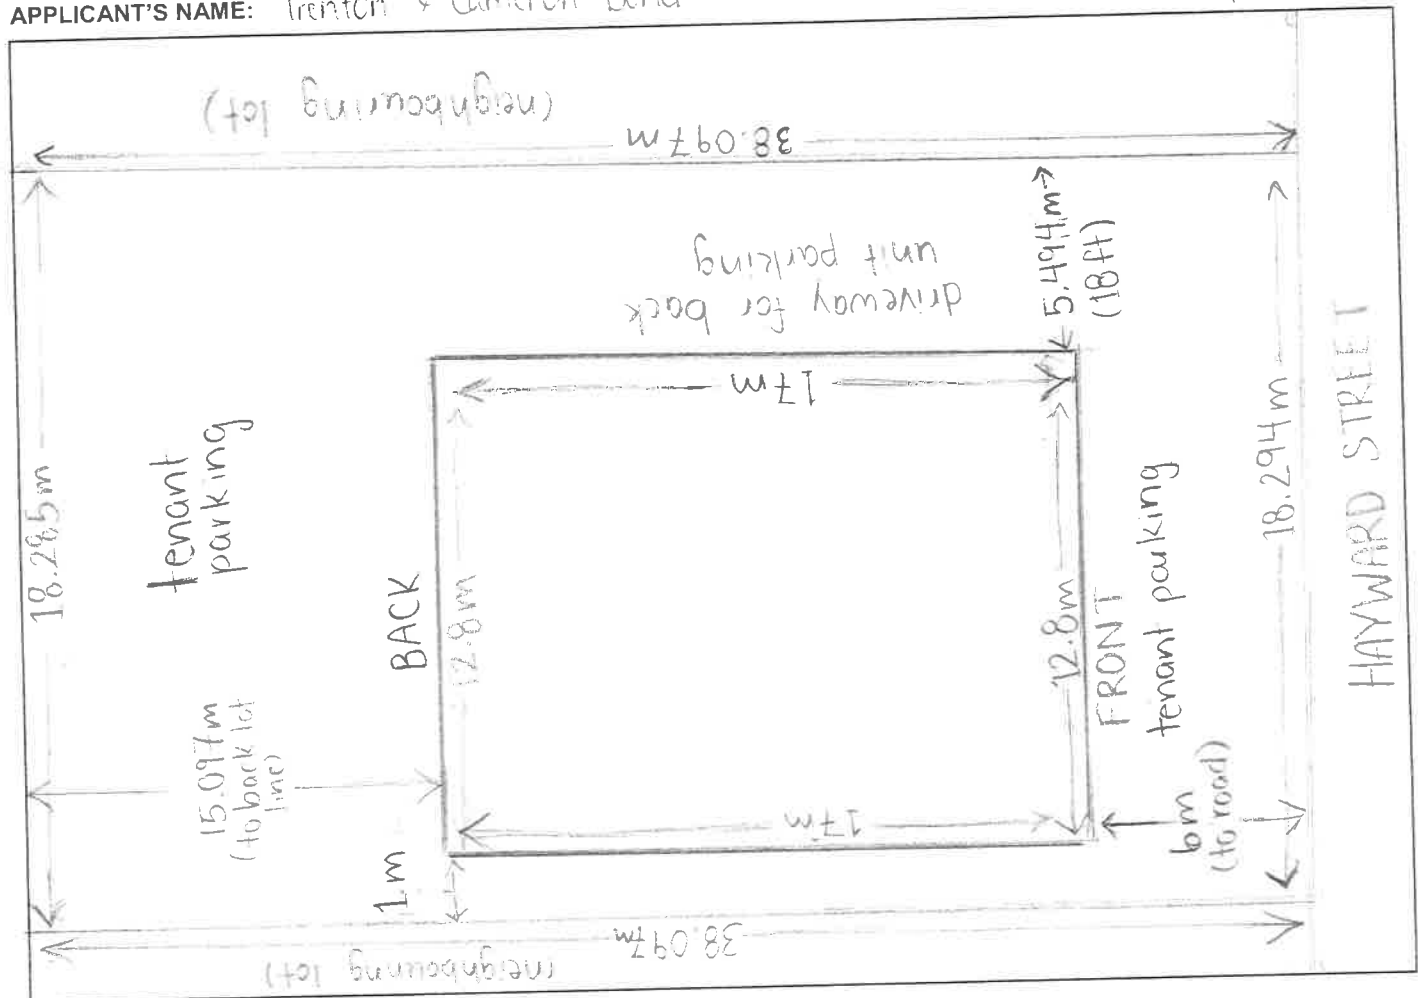 APPLICANT'S NAME: Trenton & Cameron
(neighbouring lot)
38.097m
5.494m
(18ft)
driveway for back
unit parking
17m
18.285m
tenant
parking
BACK
12.8m
12.8m
FRONT
tenant parking
18.294m
HAYWARD STREET
15.097m
(to back lot
line)
17m
6m
(to road)
1m
38.097m
(neighbouring lot)